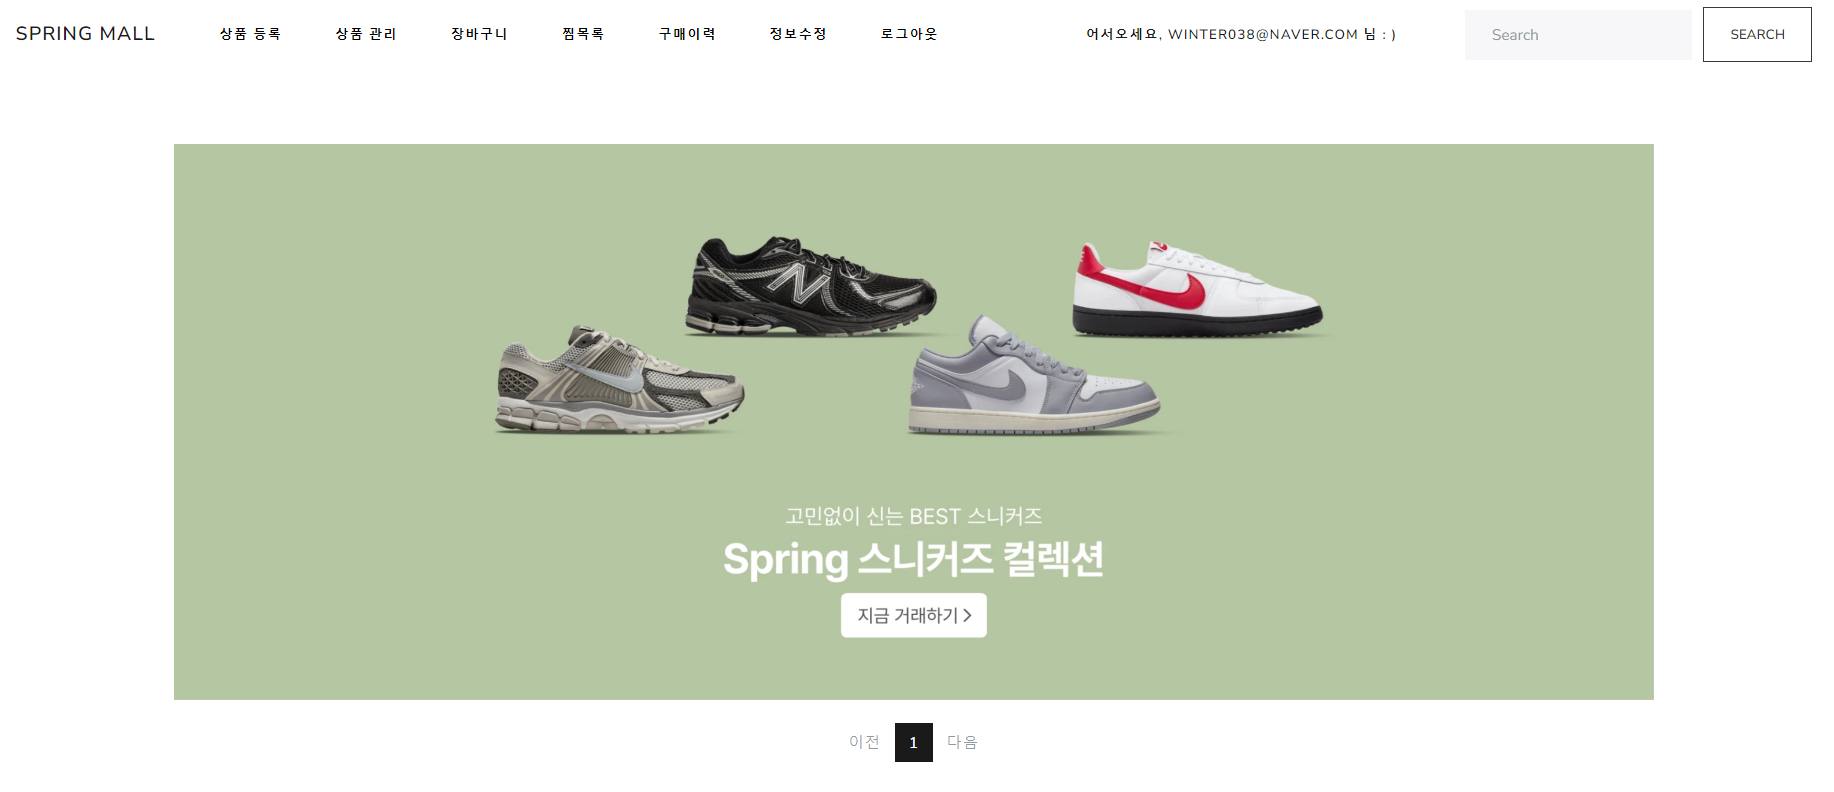 SPRING MALL 상품 등록 상품 관리 장바구니 찜목록 구매이력 정보수정 로그아웃 어서오세요, WINTER038@NAVER.COM 님 : ) Search SEARCH
N
고민없이 신는 BEST 스니커즈
Spring 스니커즈 컬렉션
지금 거래하기 >
이전 1 다음